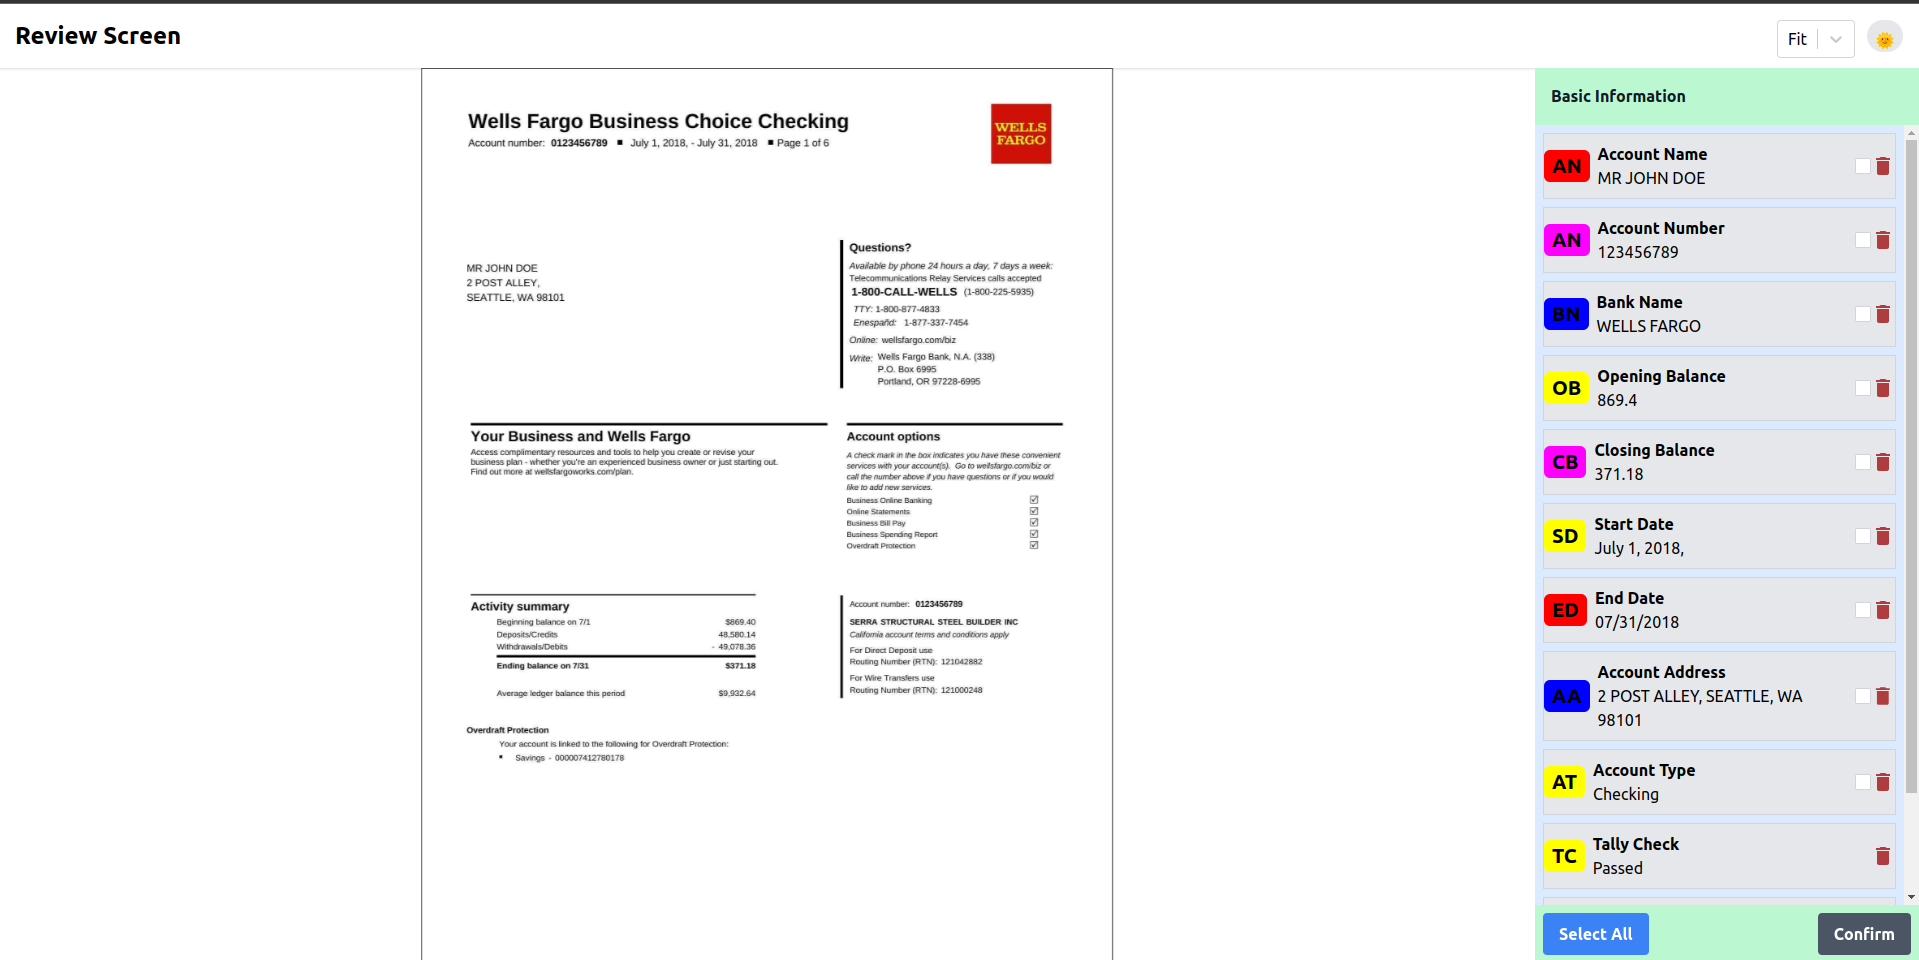 Review Screen
Fit
Wells Fargo Business Choice Checking
Account number: 0123456789 ■ July 1, 2018, - July 31, 2018 ■ Page 1 of 6
WELLS
FARGO
MR JOHN DOE
2 POST ALLEY,
SEATTLE, WA 98101
Questions?
Available by phone 24 hours a day, 7 days a week:
Telecommunications Relay Services calls accepted
1-800-CALL-WELLS (1-800-225-5935)
TTY: 1-800-877-4833
Enespañd: 1-877-337-7454
Online: wellsfargo.com/biz
Write: Wells Fargo Bank, N.A. (338)
P.O. Box 6995
Portland, OR 97228-6995
Your Business and Wells Fargo
Access complimentary resources and tools to help you create or revise your
business plan - whether you're an experienced business owner or just starting out.
Find out more at wellsfargoworks.com/plan.
Account options
A check mark in the box indicates you have these convenient
services with your account(s). Go to wellsfargo.com/biz or
call the number above if you have questions or if you would
like to add new services.
Business Online Banking ☑
Online Statements ☑
Business Bill Pay ☑
Business Spending Report ☑
Overdraft Protection ☑
Activity summary
Beginning balance on 7/1 $869.40
Deposits/Credits 48,580.14
Withdrawals/Debits - 49,078.36
Ending balance on 7/31 $371.18
Average ledger balance this period $9,932.64
Account number: 0123456789
SERRA STRUCTURAL STEEL BUILDER INC
California account terms and conditions apply
For Direct Deposit use
Routing Number (RTN): 121042882
For Wire Transfers use
Routing Number (RTN): 121000248
Overdraft Protection
Your account is linked to the following for Overdraft Protection:
▪ Savings - 000007412780178
Basic Information
AN
Account Name
MR JOHN DOE
AN
Account Number
123456789
BN
Bank Name
WELLS FARGO
OB
Opening Balance
869.4
CB
Closing Balance
371.18
SD
Start Date
July 1, 2018,
ED
End Date
07/31/2018
AA
Account Address
2 POST ALLEY, SEATTLE, WA
98101
AT
Account Type
Checking
TC
Tally Check
Passed
Select All
Confirm